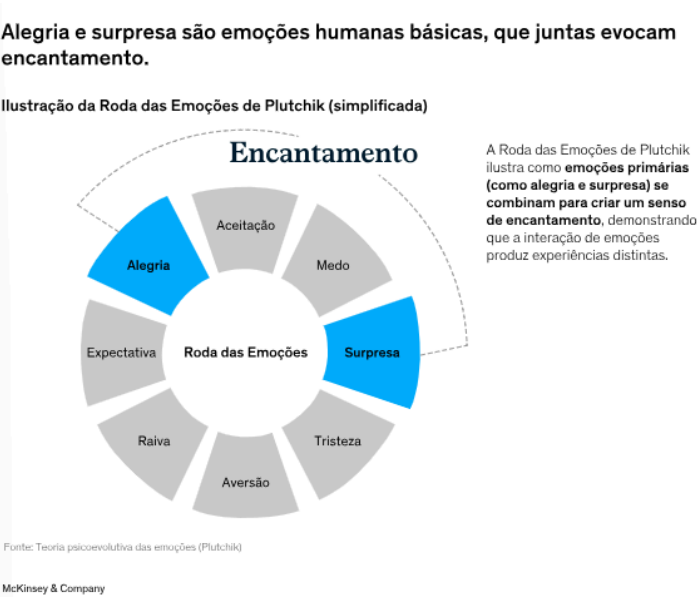 Alegria e surpresa são emoções humanas básicas, que juntas evocam
encantamento.
Ilustração da Roda das Emoções de Plutchik (simplificada)
Encantamento
A Roda das Emoções de Plutchik
ilustra como emoções primárias
(como alegria e surpresa) se
combinam para criar um senso
de encantamento, demonstrando
que a interação de emoções
produz experiências distintas.
Aceitação
Alegria
Medo
Expectativa
Roda das Emoções
Surpresa
Raiva
Tristeza
Aversão
Fonte: Teoria psicoevolutiva das emoções (Plutchik)
McKinsey & Company